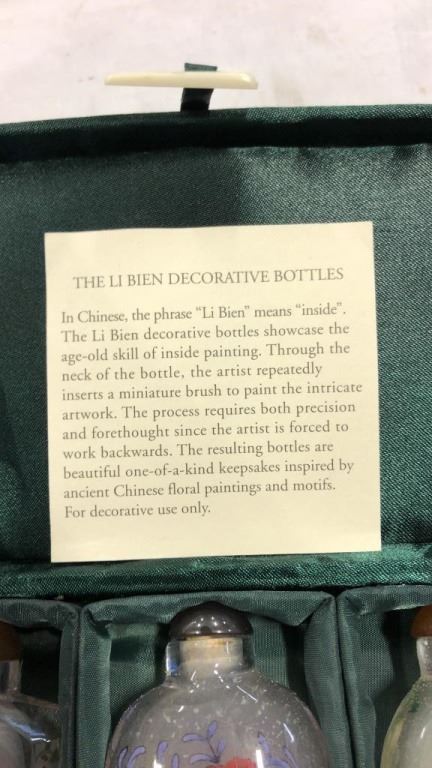 THE LI BIEN DECORATIVE BOTTLES
In Chinese, the phrase “Li Bien” means “inside”.
The Li Bien decorative bottles showcase the
age-old skill of inside painting. Through the
neck of the bottle, the artist repeatedly
inserts a miniature brush to paint the intricate
artwork. The process requires both precision
and forethought since the artist is forced to
work backwards. The resulting bottles are
beautiful one-of-a-kind keepsakes inspired by
ancient Chinese floral paintings and motifs.
For decorative use only.